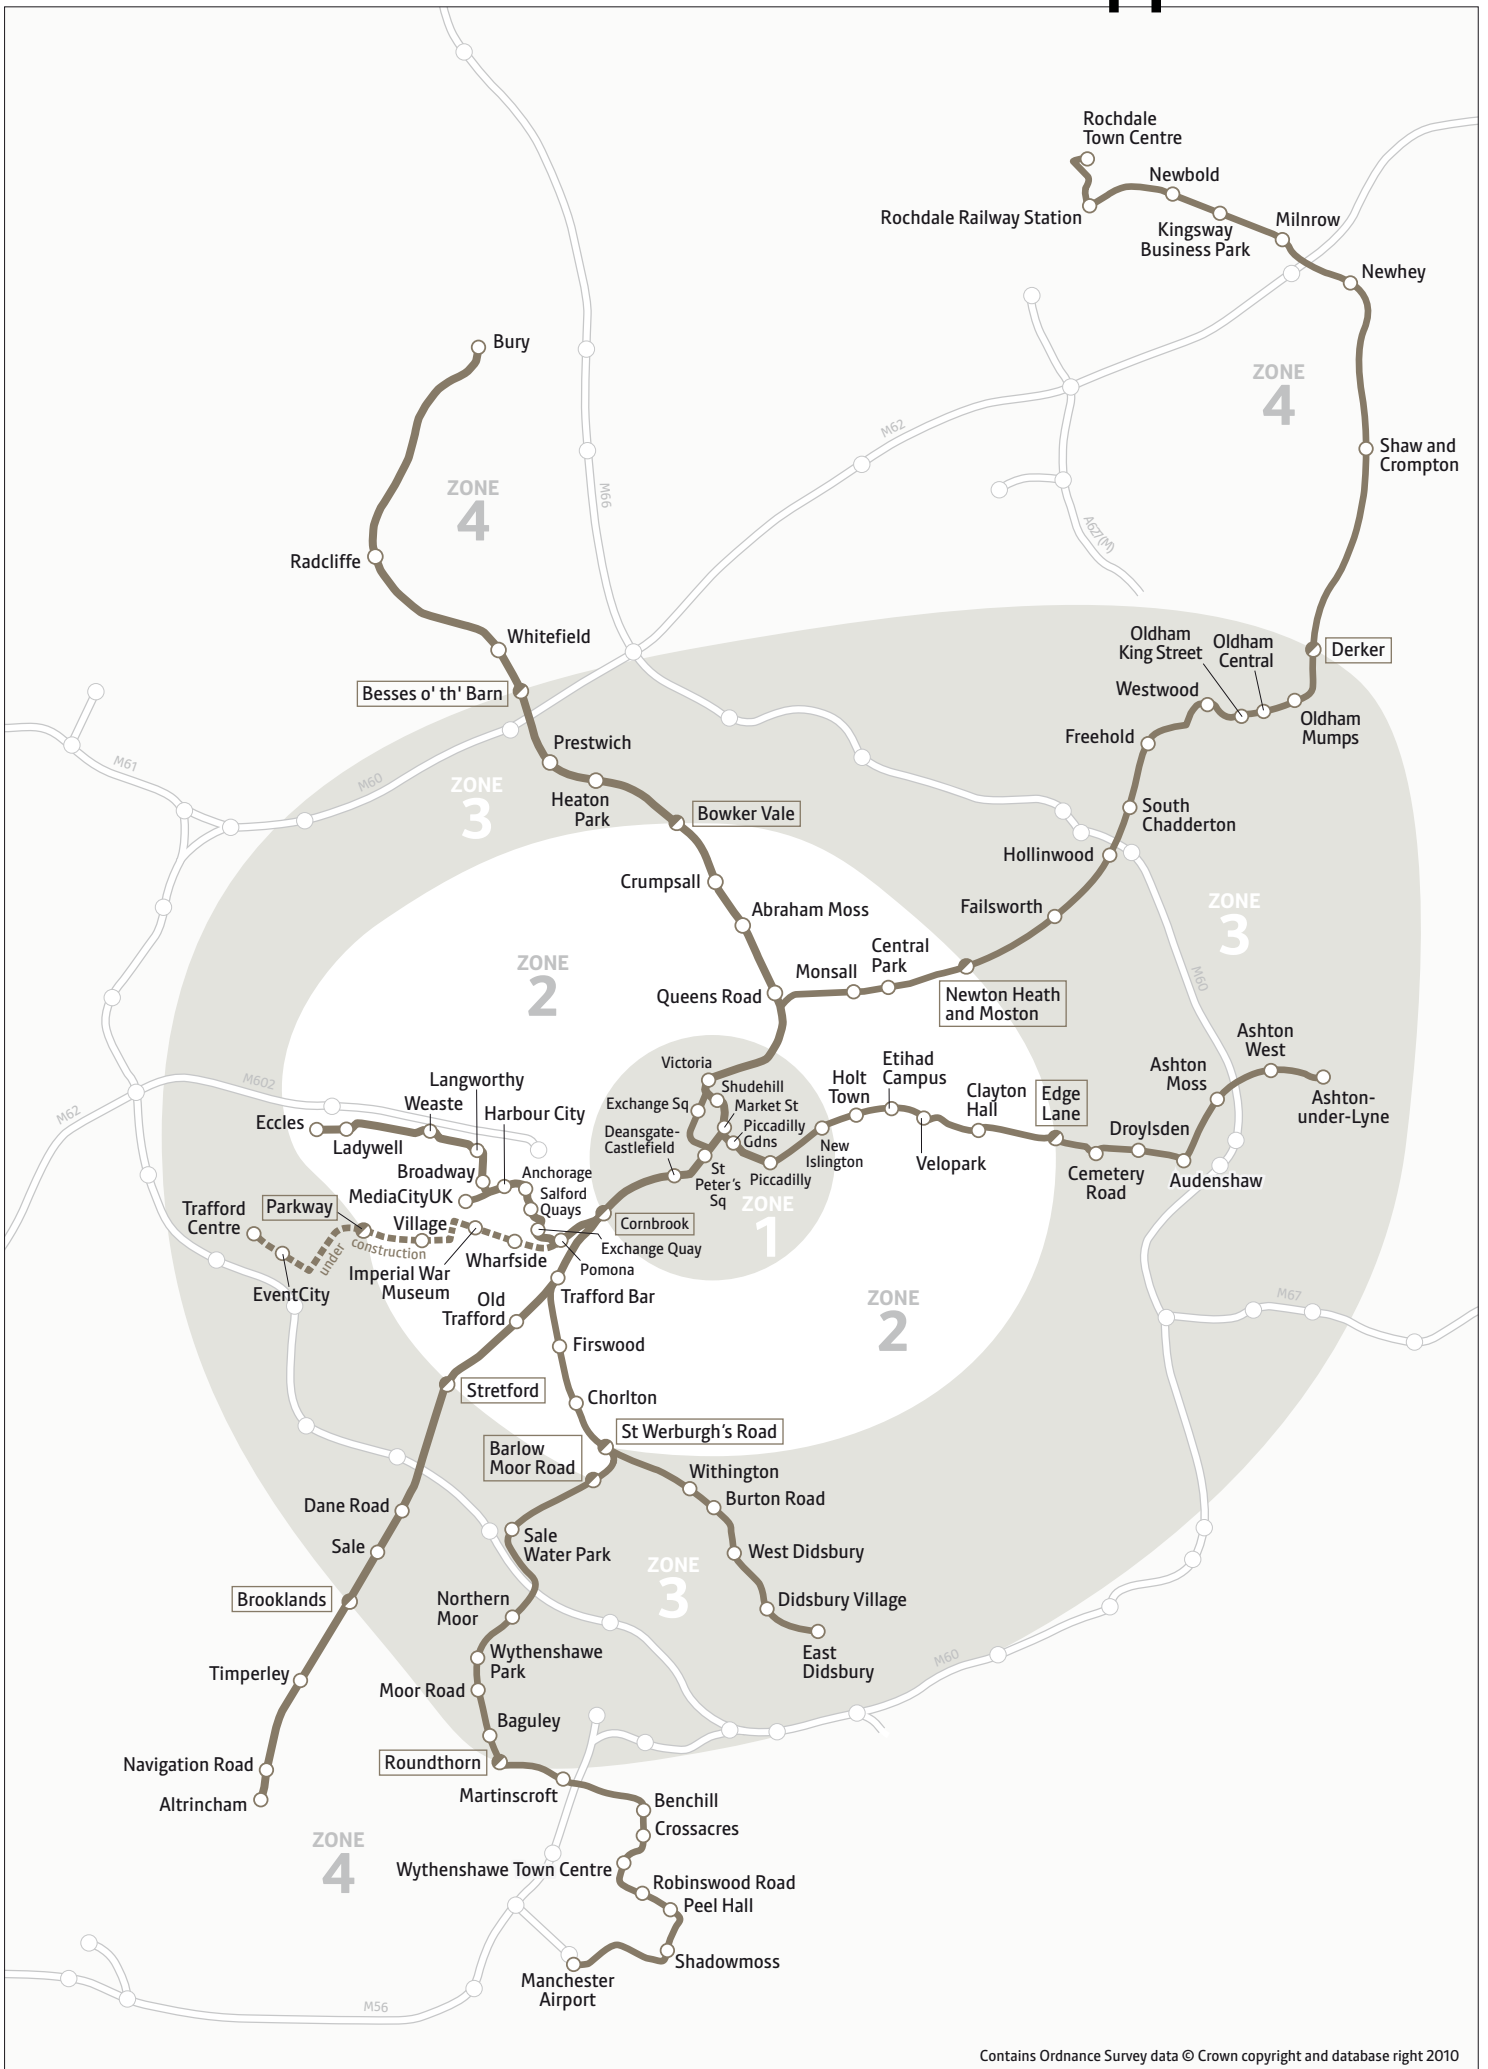 Rochdale
Town Centre
Newbold
Rochdale Railway Station
Kingsway
Business Park
Milnrow
Newhey
Bury
ZONE
4
M62
Shaw and
Crompton
ZONE
4
M66
A627(M)
Radcliffe
Whitefield
Besses o' th' Barn
Oldham
King Street
Oldham
Central
Derker
Westwood
Oldham
Mumps
Freehold
Prestwich
M61
M60
ZONE
3
Heaton
Park
Bowker Vale
South
Chadderton
Hollinwood
Crumpsall
Abraham Moss
Failsworth
ZONE
3
Central
Park
Monsall
ZONE
2
Queens Road
Newton Heath
and Moston
M60
Ashton
West
Ashton
Moss
Ashton-
under-Lyne
Victoria
Shudehill
Market St
Exchange Sq
Piccadilly
Gdns
Deansgate-
Castlefield
St
Peter's
Sq
Piccadilly
New
Islington
Holt
Town
Etihad
Campus
Velopark
Clayton
Hall
Edge
Lane
Cemetery
Road
Droylsden
Audenshaw
M602
M62
Langworthy
Weaste
Harbour City
Eccles
Ladywell
Broadway
Anchorage
MediaCityUK
Salford
Quays
ZONE
1
Trafford
Centre
Parkway
Village
Cornbrook
under
construction
Exchange Quay
Wharfside
Imperial War
Museum
Pomona
EventCity
Trafford Bar
Old
Trafford
ZONE
2
M67
Firswood
Stretford
Chorlton
St Werburgh's Road
Barlow
Moor Road
Withington
Burton Road
Dane Road
Sale
Sale
Water Park
West Didsbury
ZONE
3
Brooklands
Northern
Moor
Didsbury Village
East
Didsbury
M60
Wythenshawe
Park
Timperley
Moor Road
Baguley
Roundthorn
Navigation Road
Altrincham
Martinscroft
Benchill
Crossacres
ZONE
4
Wythenshawe Town Centre
Robinswood Road
Peel Hall
Shadowmoss
Manchester
Airport
M56
Contains Ordnance Survey data © Crown copyright and database right 2010